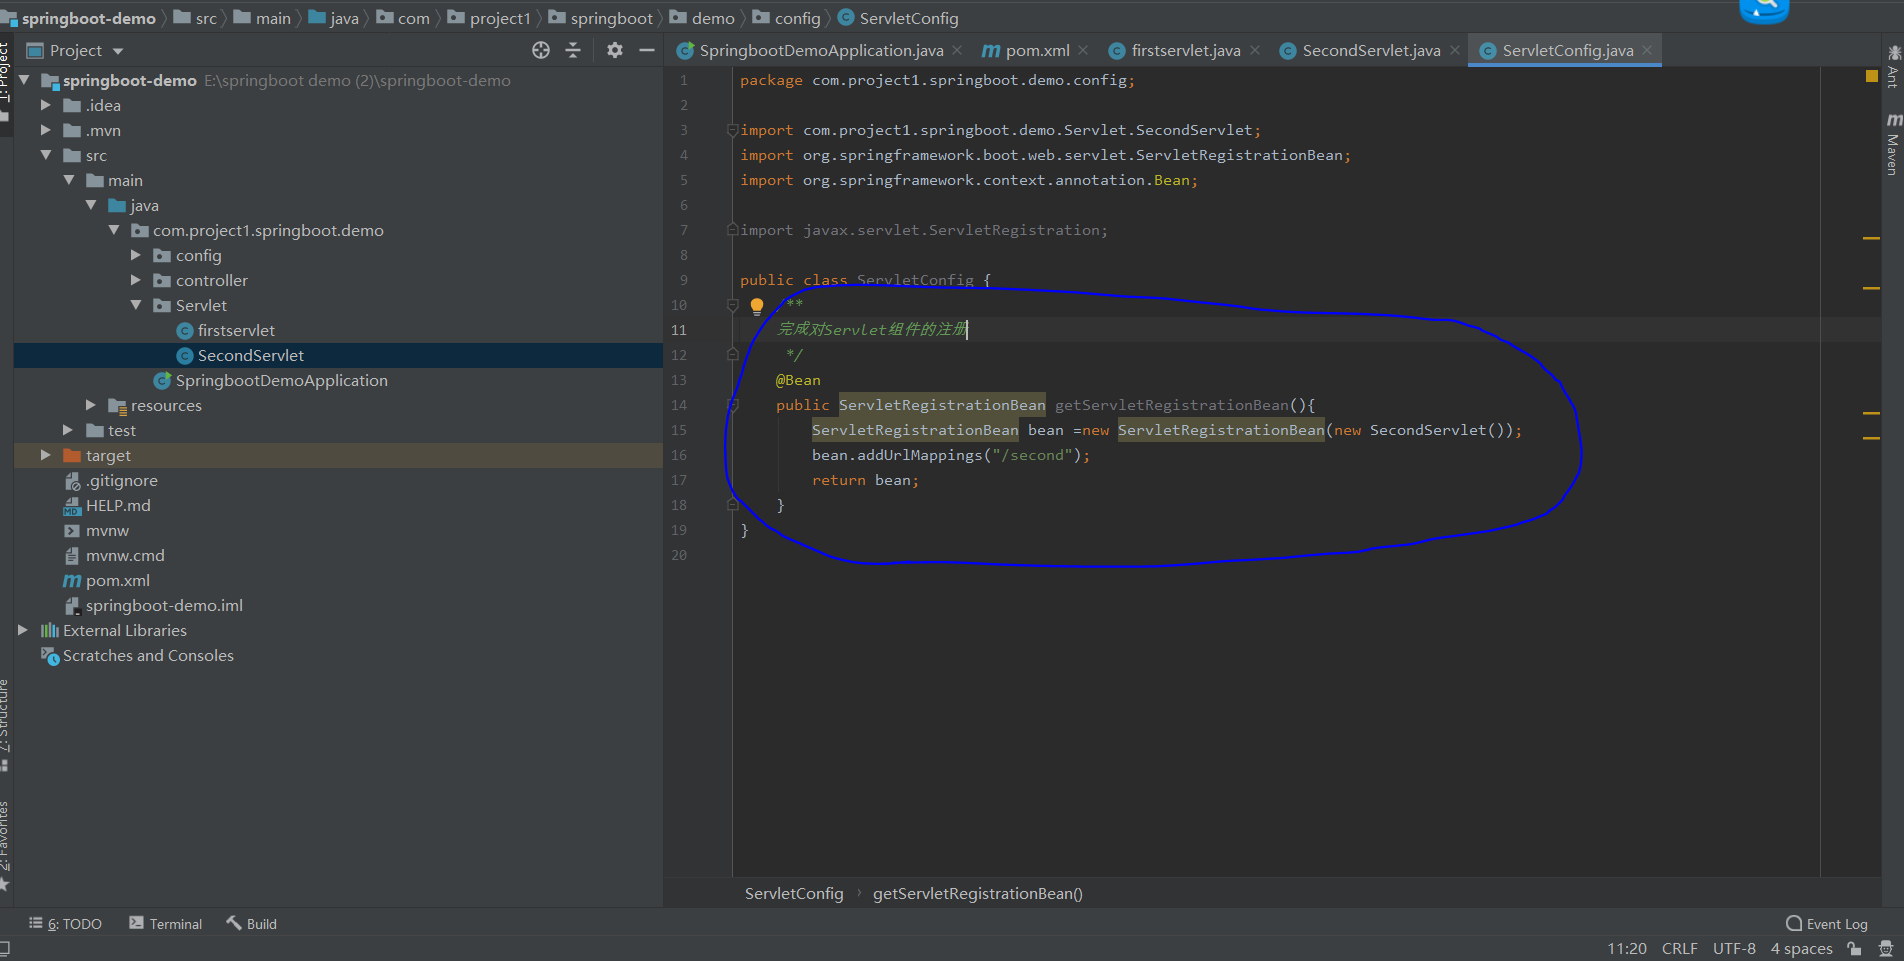 springboot-demo src main java com project1 springboot demo config ServletConfig
Project
SpringbootDemoApplication.java pom.xml firstservlet.java SecondServlet.java ServletConfig.java
springboot-demo E:\springboot demo (2)\springboot-demo
.idea
.mvn
src
main
java
com.project1.springboot.demo
config
controller
Servlet
firstservlet
SecondServlet
SpringbootDemoApplication
resources
test
target
.gitignore
HELP.md
mvnw
mvnw.cmd
pom.xml
springboot-demo.iml
External Libraries
Scratches and Consoles
1: Project
7: Structure
2: Favorites
1 package com.project1.springboot.demo.config;
2
3 import com.project1.springboot.demo.Servlet.SecondServlet;
4 import org.springframework.boot.web.servlet.ServletRegistrationBean;
5 import org.springframework.context.annotation.Bean;
6
7 import javax.servlet.ServletRegistration;
8
9 public class ServletConfig {
10 /**
11 完成对Servlet组件的注册
12 */
13 @Bean
14 public ServletRegistrationBean getServletRegistrationBean(){
15 ServletRegistrationBean bean =new ServletRegistrationBean(new SecondServlet());
16 bean.addUrlMappings("/second");
17 return bean;
18 }
19 }
20
Ant
Maven
ServletConfig › getServletRegistrationBean()
6: TODO Terminal Build Event Log
11:20 CRLF UTF-8 4 spaces